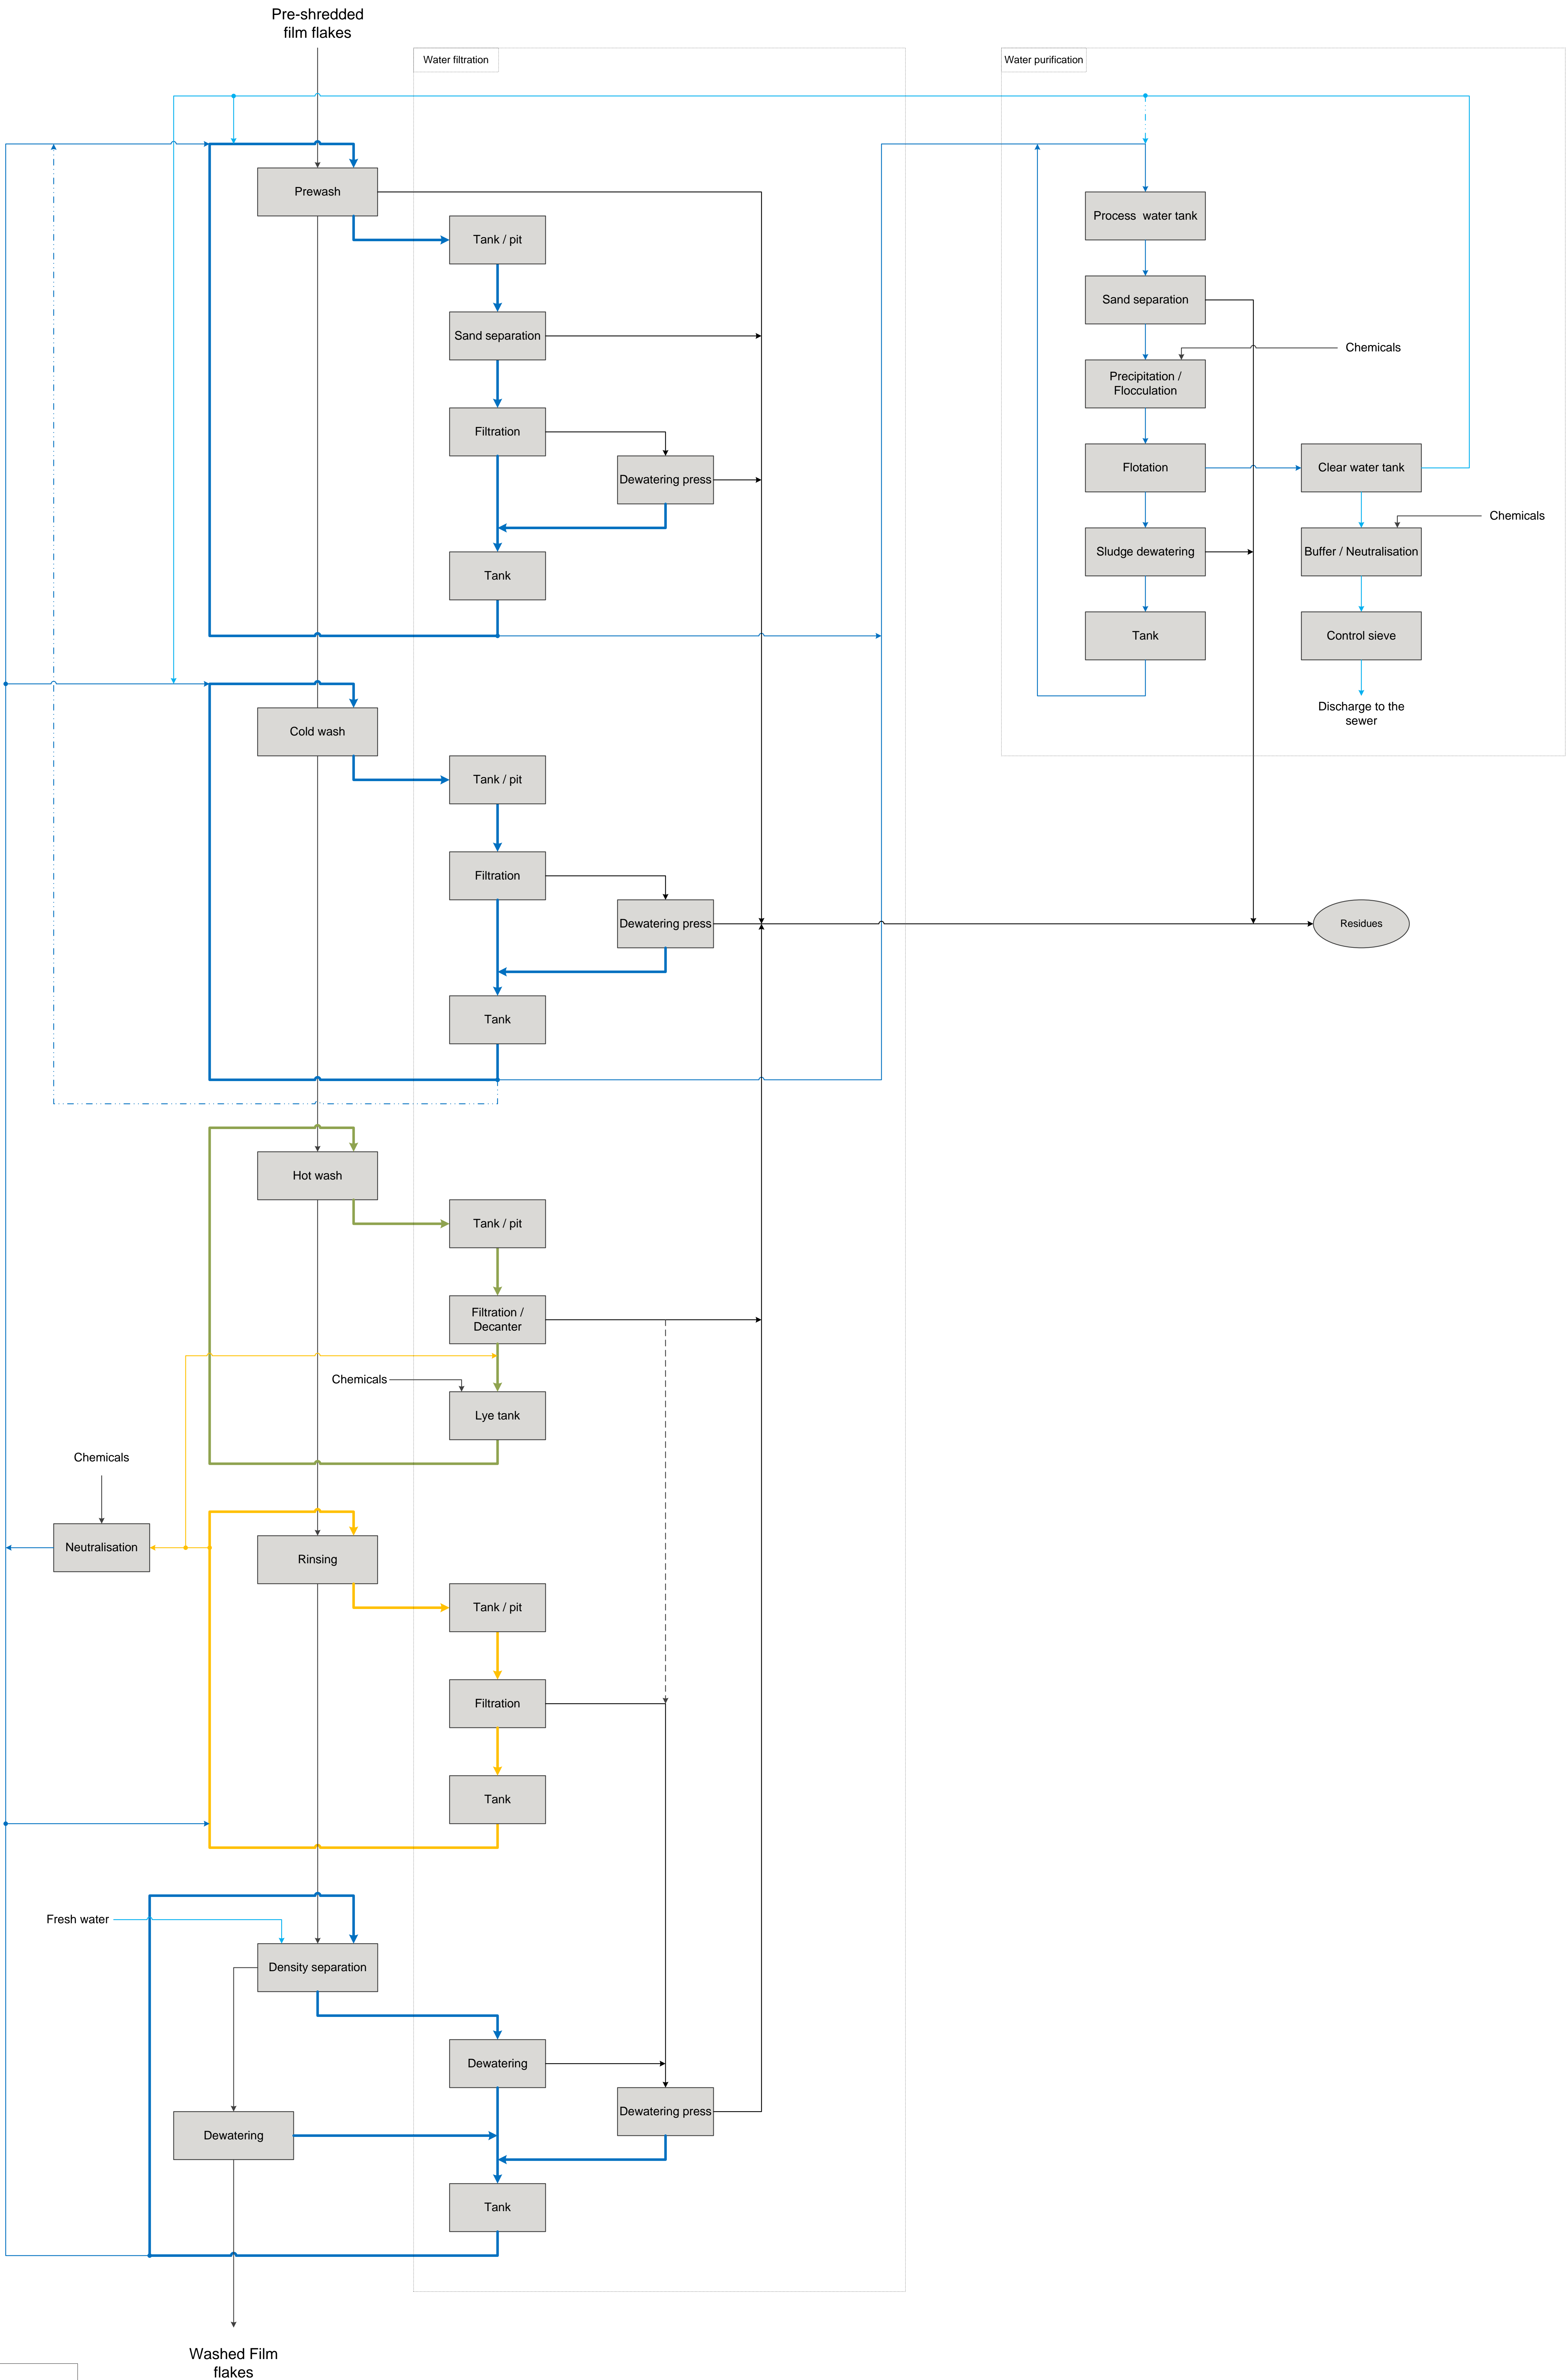 Pre-shredded
film flakes
Water filtration
Water purification
Prewash
Process water tank
Tank / pit
Sand separation
Sand separation
Chemicals
Precipitation /
Flocculation
Filtration
Flotation
Clear water tank
Dewatering press
Chemicals
Sludge dewatering
Buffer / Neutralisation
Tank
Tank
Control sieve
Discharge to the
sewer
Cold wash
Tank / pit
Filtration
Dewatering press
Residues
Tank
Hot wash
Tank / pit
Filtration /
Decanter
Chemicals
Lye tank
Chemicals
Neutralisation
Rinsing
Tank / pit
Filtration
Tank
Fresh water
Density separation
Dewatering
Dewatering press
Dewatering
Tank
Washed Film
flakes